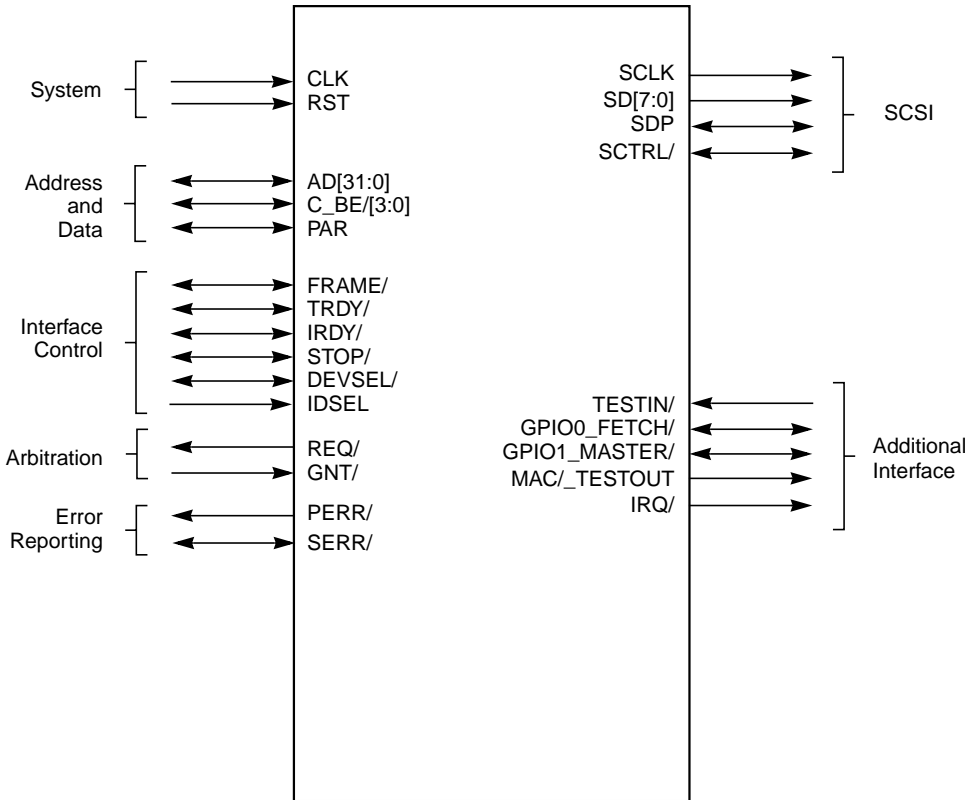 System
CLK
RST
Address
and
Data
AD[31:0]
C_BE/[3:0]
PAR
Interface
Control
FRAME/
TRDY/
IRDY/
STOP/
DEVSEL/
IDSEL
Arbitration
REQ/
GNT/
Error
Reporting
PERR/
SERR/
SCLK
SD[7:0]
SDP
SCTRL/
SCSI
TESTIN/
GPIO0_FETCH/
GPIO1_MASTER/
MAC/_TESTOUT
IRQ/
Additional
Interface